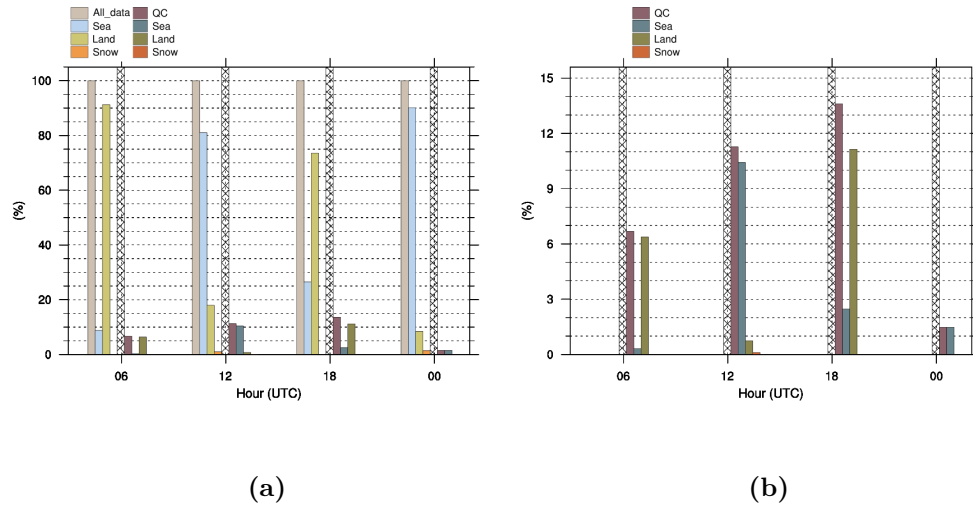 All_data QC
Sea Sea
Land Land
Snow Snow
100
80
60
40
20
0
(%)
06 12 18 00
Hour (UTC)
(a)
QC
Sea
Land
Snow
15
12
9
6
3
0
(%)
06 12 18 00
Hour (UTC)
(b)